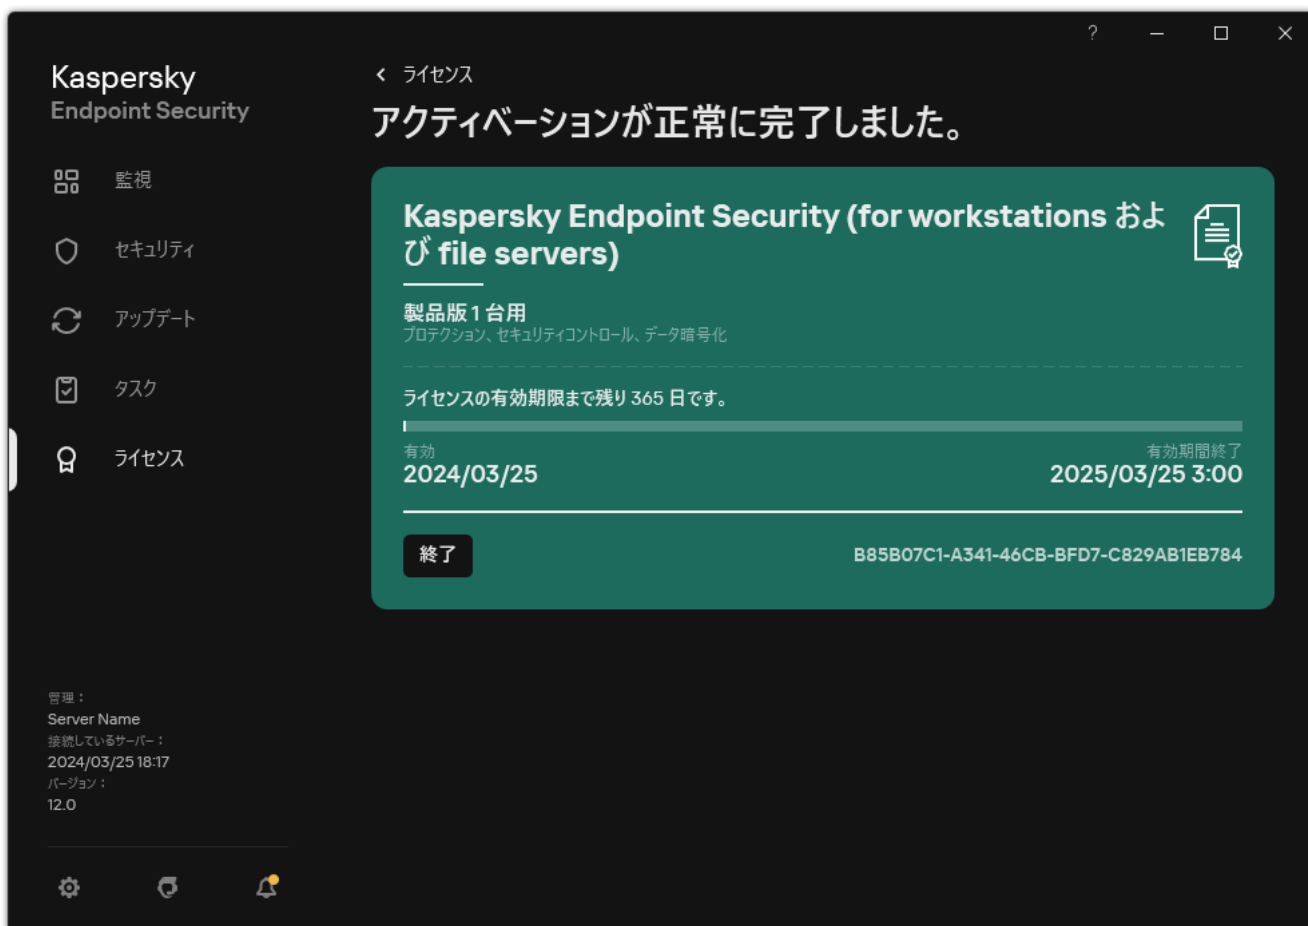 Kaspersky
Endpoint Security
監視
セキュリティ
アップデート
タスク
ライセンス
管理：
Server Name
接続しているサーバー：
2024/03/25 18:17
バージョン：
12.0
?
ライセンス
アクティベーションが正常に完了しました。
Kaspersky Endpoint Security (for workstations およ
び file servers)
製品版 1 台用
プロテクション、セキュリティコントロール、データ暗号化
ライセンスの有効期限まで残り 365 日です。
有効
2024/03/25
有効期間終了
2025/03/25 3:00
終了
B85B07C1-A341-46CB-BFD7-C829AB1EB784